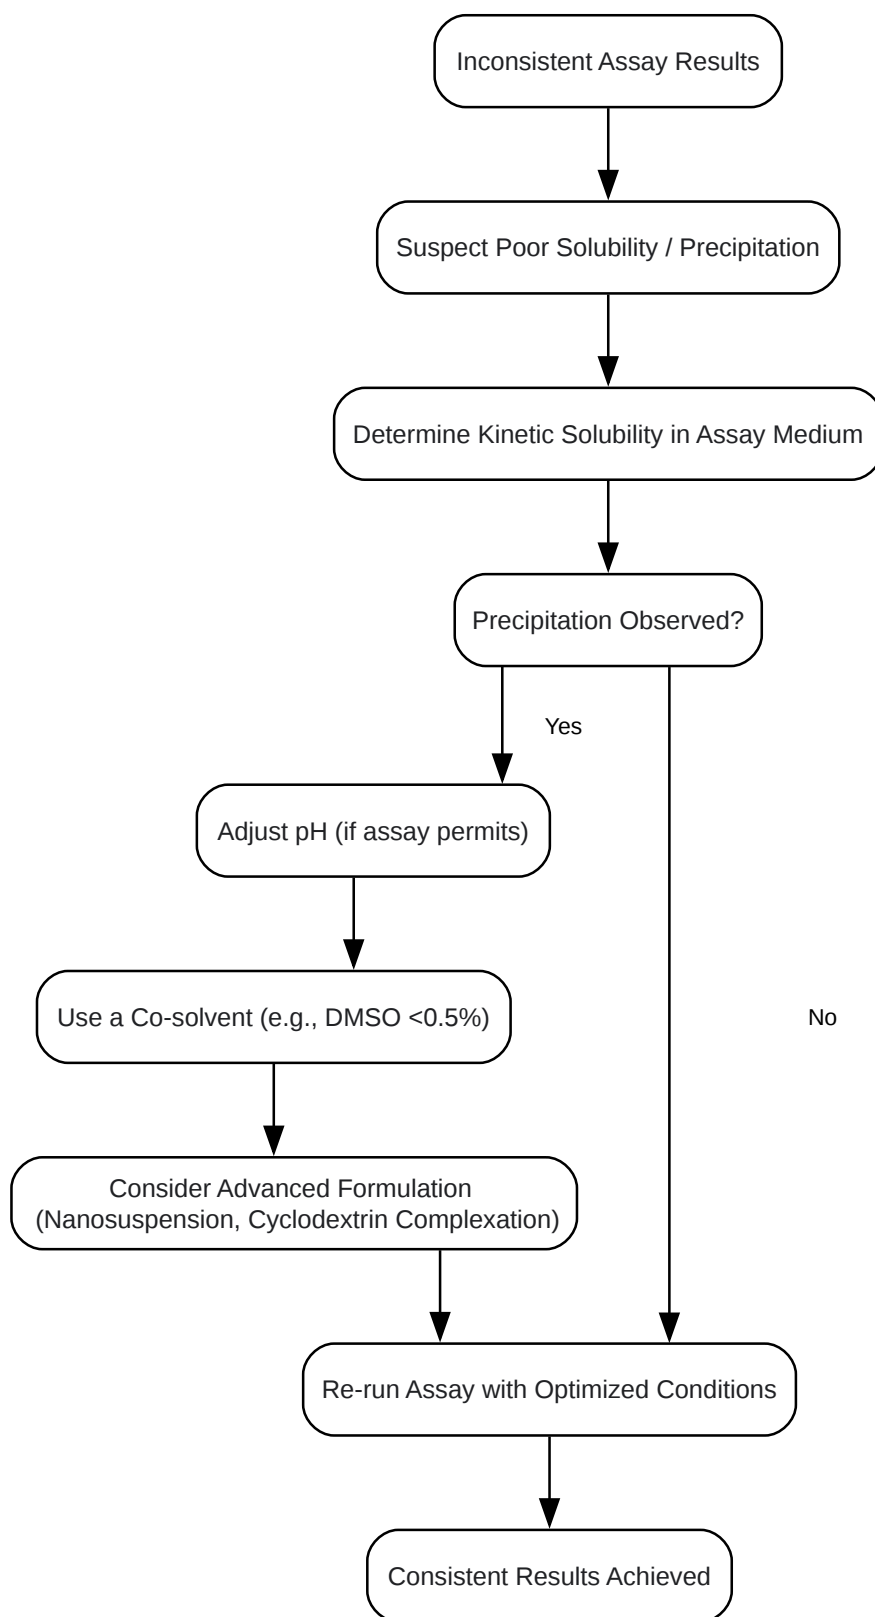 Inconsistent Assay Results
Suspect Poor Solubility / Precipitation
Determine Kinetic Solubility in Assay Medium
Precipitation Observed?
Yes
Adjust pH (if assay permits)
Use a Co-solvent (e.g., DMSO <0.5%)
No
Consider Advanced Formulation
(Nanosuspension, Cyclodextrin Complexation)
Re-run Assay with Optimized Conditions
Consistent Results Achieved